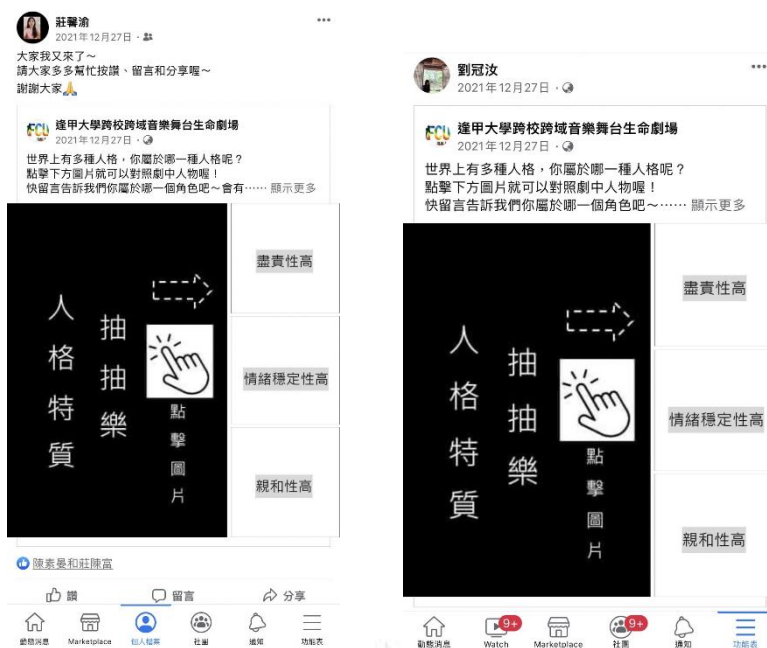 莊馨渝
2021年12月27日
大家我又來了～
請大家多多幫忙按讚、留言和分享喔～
謝謝大家🙏
FCU 逢甲大學跨校跨域音樂舞台生命劇場
2021年12月27日
世界上有多種人格，你屬於哪一種人格呢？
點擊下方圖片就可以對照劇中人物喔！
快留言告訴我們你屬於哪一個角色吧～會有…… 顯示更多
人格特質
抽抽樂
點擊圖片
盡責性高
情緒穩定性高
親和性高
陳素曼和莊陳富
讚 留言 分享
動態消息 Marketplace 個人檔案 社團 通知 功能表
劉冠汝
2021年12月27日
FCU 逢甲大學跨校跨域音樂舞台生命劇場
2021年12月27日
世界上有多種人格，你屬於哪一種人格呢？
點擊下方圖片就可以對照劇中人物喔！
快留言告訴我們你屬於哪一個角色吧～…… 顯示更多
人格特質
抽抽樂
點擊圖片
盡責性高
情緒穩定性高
親和性高
9+ 9+
動態消息 Watch Marketplace 社團 通知 功能表